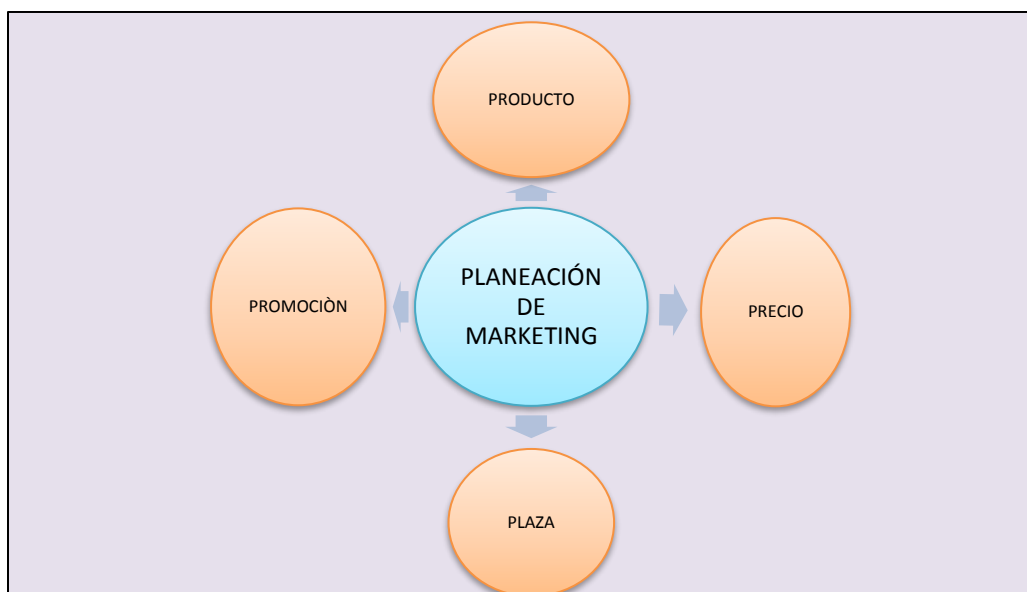 PRODUCTO
PROMOCIÒN
PLANEACIÓN
DE
MARKETING
PRECIO
PLAZA